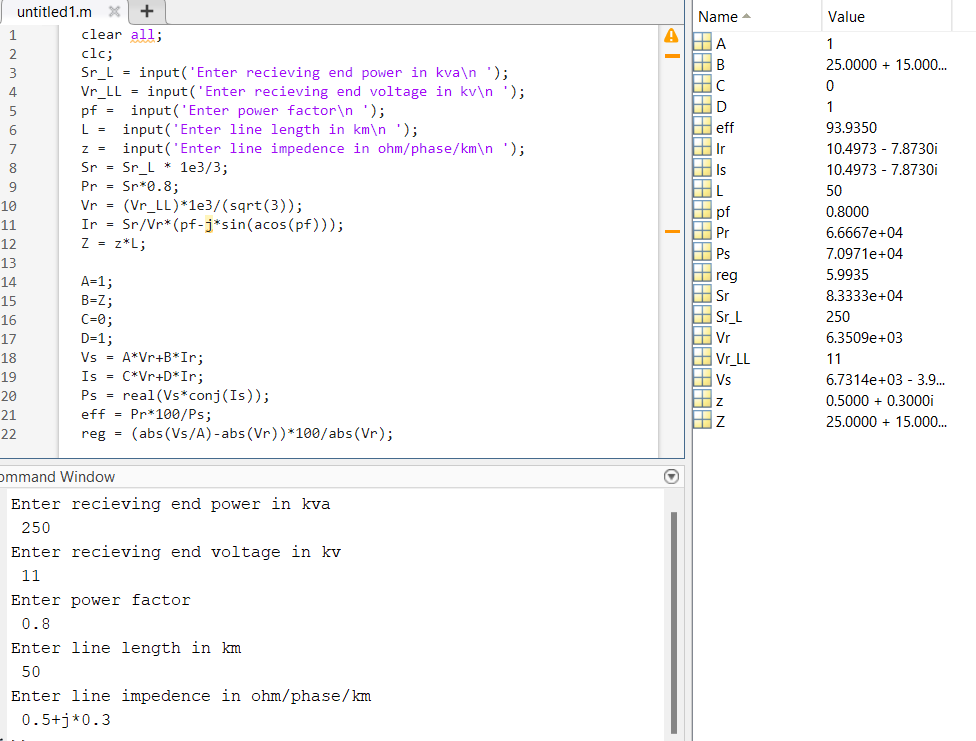 untitled1.m
1 clear all;
2 clc;
3 Sr_L = input('Enter recieving end power in kva\n ');
4 Vr_LL = input('Enter recieving end voltage in kv\n ');
5 pf =  input('Enter power factor\n ');
6 L =  input('Enter line length in km\n ');
7 z =  input('Enter line impedence in ohm/phase/km\n ');
8 Sr = Sr_L * 1e3/3;
9 Pr = Sr*0.8;
10 Vr = (Vr_LL)*1e3/(sqrt(3));
11 Ir = Sr/Vr*(pf-j*sin(acos(pf)));
12 Z = z*L;
13
14 A=1;
15 B=Z;
16 C=0;
17 D=1;
18 Vs = A*Vr+B*Ir;
19 Is = C*Vr+D*Ir;
20 Ps = real(Vs*conj(Is));
21 eff = Pr*100/Ps;
22 reg = (abs(Vs/A)-abs(Vr))*100/abs(Vr);
ommand Window
Enter recieving end power in kva
250
Enter recieving end voltage in kv
11
Enter power factor
0.8
Enter line length in km
50
Enter line impedence in ohm/phase/km
0.5+j*0.3
Name Value
A 1
B 25.0000 + 15.000...
C 0
D 1
eff 93.9350
Ir 10.4973 - 7.8730i
Is 10.4973 - 7.8730i
L 50
pf 0.8000
Pr 6.6667e+04
Ps 7.0971e+04
reg 5.9935
Sr 8.3333e+04
Sr_L 250
Vr 6.3509e+03
Vr_LL 11
Vs 6.7314e+03 - 3.9...
z 0.5000 + 0.3000i
Z 25.0000 + 15.000...